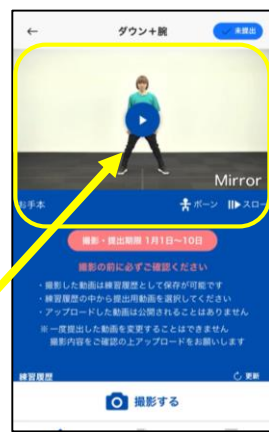 ← ダウン+腕 ✓ 未提出
Mirror
お手本 ボーン スロー
撮影・提出期限 1月1日~10日
撮影の前に必ずご確認ください
・撮影した動画は練習履歴として保存が可能です
・練習履歴の中から提出用動画を選択してください
・アップロードした動画は公開されることはありません
※一度提出した動画を変更することはできません
撮影内容をご確認の上アップロードをお願いします
練習履歴 更新
撮影する